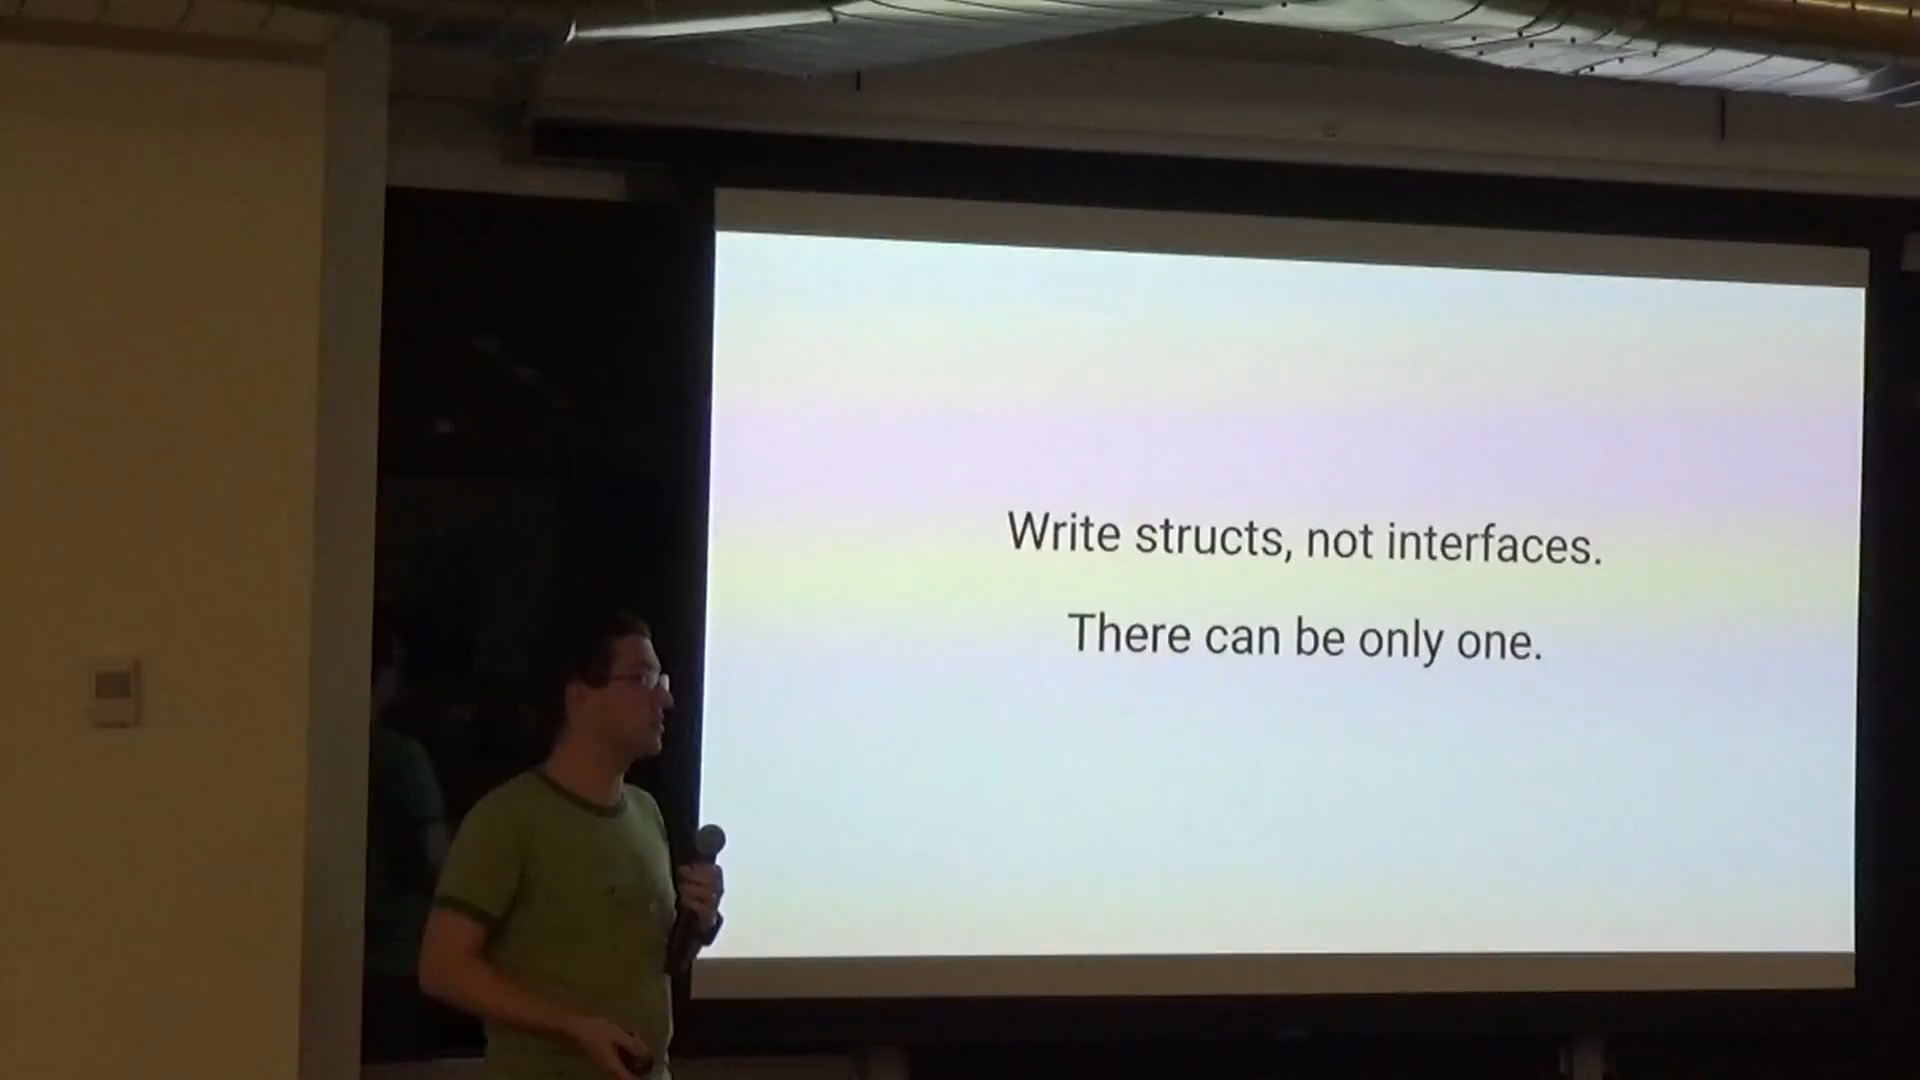 Write structs, not interfaces.
There can be only one.